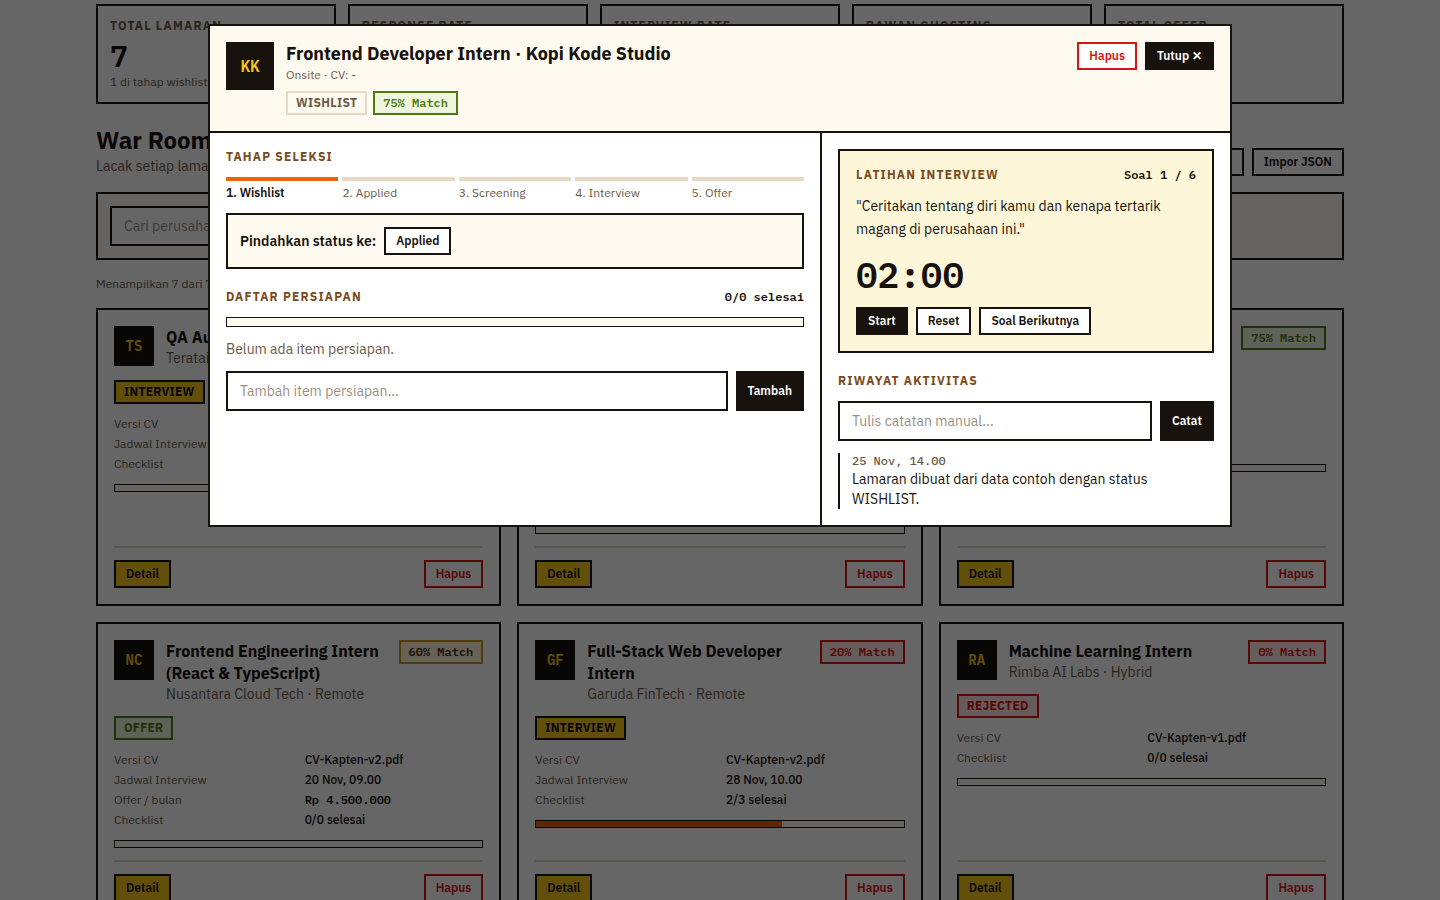 TOTAL LAMARAN
RESPONSE RATE
INTERVIEW RATE
RAWAN GHOSTING
TOTAL OFFER
7
1 di tahap wishlist
KK
Frontend Developer Intern · Kopi Kode Studio
Onsite · CV: -
WISHLIST
75% Match
Hapus
Tutup ✕
War Room
Lacak setiap lama
Impor JSON
Cari perusaha
Menampilkan 7 dari 7
TAHAP SELEKSI
1. Wishlist
2. Applied
3. Screening
4. Interview
5. Offer
Pindahkan status ke:
Applied
DAFTAR PERSIAPAN
0/0 selesai
Belum ada item persiapan.
Tambah item persiapan...
Tambah
LATIHAN INTERVIEW
Soal 1 / 6
"Ceritakan tentang diri kamu dan kenapa tertarik
magang di perusahaan ini."
02:00
Start
Reset
Soal Berikutnya
RIWAYAT AKTIVITAS
Tulis catatan manual...
Catat
25 Nov, 14.00
Lamaran dibuat dari data contoh dengan status
WISHLIST.
TS
QA Au
Teratai
INTERVIEW
Versi CV
Jadwal Interview
Checklist
75% Match
Detail
Hapus
Detail
Hapus
Detail
Hapus
NC
Frontend Engineering Intern
(React & TypeScript)
Nusantara Cloud Tech · Remote
60% Match
OFFER
Versi CV
CV-Kapten-v2.pdf
Jadwal Interview
20 Nov, 09.00
Offer / bulan
Rp 4.500.000
Checklist
0/0 selesai
Detail
Hapus
GF
Full-Stack Web Developer
Intern
Garuda FinTech · Remote
20% Match
INTERVIEW
Versi CV
CV-Kapten-v2.pdf
Jadwal Interview
28 Nov, 10.00
Checklist
2/3 selesai
Detail
Hapus
RA
Machine Learning Intern
Rimba AI Labs · Hybrid
0% Match
REJECTED
Versi CV
CV-Kapten-v1.pdf
Checklist
0/0 selesai
Detail
Hapus